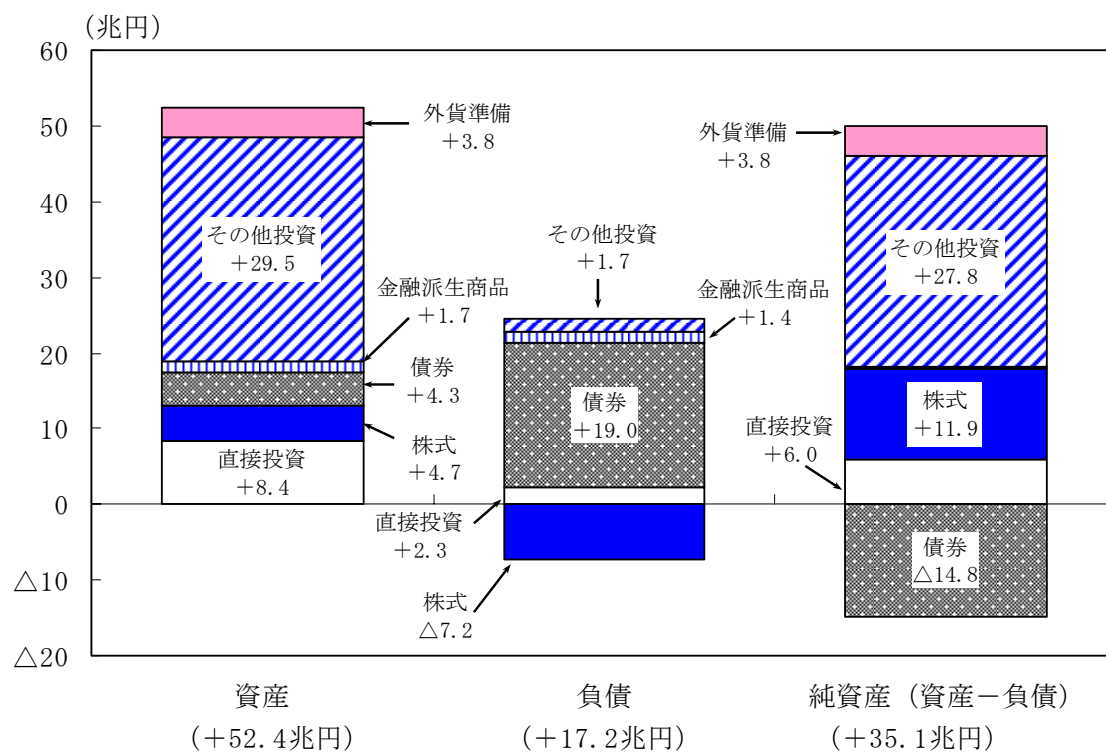 (兆円)
60
50
40
30
20
10
0
△10
△20
外貨準備
+3.8
その他投資
+29.5
金融派生商品
+1.7
債券
+4.3
株式
+4.7
直接投資
+8.4
その他投資
+1.7
金融派生商品
+1.4
債券
+19.0
直接投資
+2.3
株式
△7.2
外貨準備
+3.8
その他投資
+27.8
株式
+11.9
直接投資
+6.0
債券
△14.8
資産
(+52.4兆円)
負債
(+17.2兆円)
純資産(資産-負債)
(+35.1兆円)